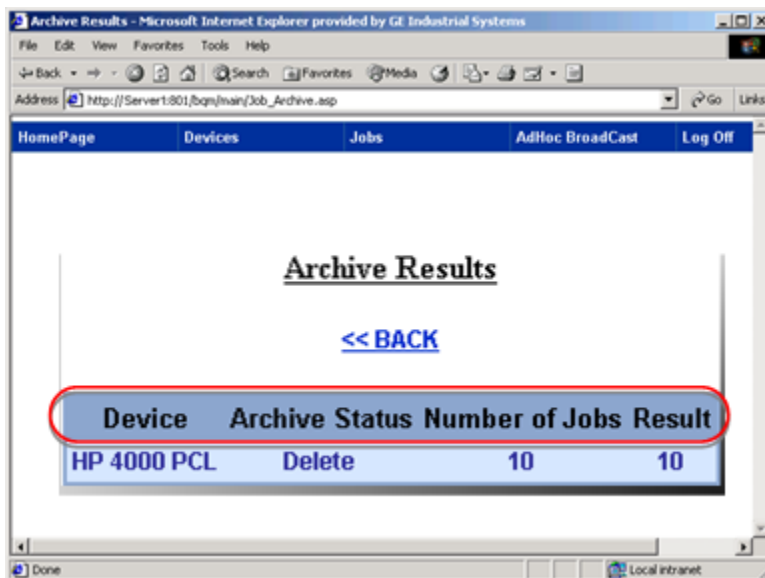 Archive Results - Microsoft Internet Explorer provided by GE Industrial Systems
File Edit View Favorites Tools Help
Back Search Favorites Media
Address http://Server1:801/bqm/main/Job_Archive.asp Go Links
HomePage Devices Jobs AdHoc BroadCast Log Off
Archive Results
<< BACK
Device Archive Status Number of Jobs Result
HP 4000 PCL Delete 10 10
Done Local intranet